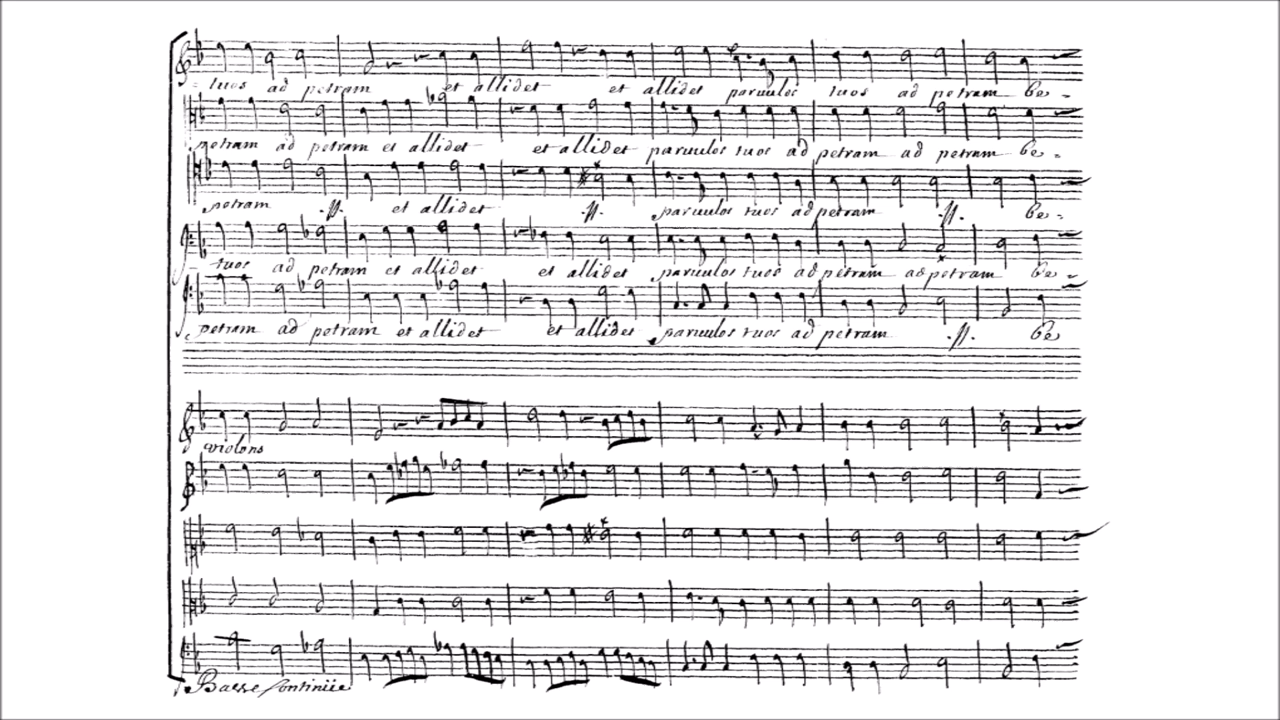 tuos ad petram et allidet et allidet parvulos tuos ad petram be-
petram ad petram et allidet et allidet parvulos tuos ad petram ad petram be-
petram .//. et allidet .//. parvulos tuos ad petram .//. be-
tuos ad petram et allidet et allidet parvulos tuos ad petram ad petram be-
petram ad petram et allidet et allidet parvulos tuos ad petram .//. be
violons
Basse Continüe